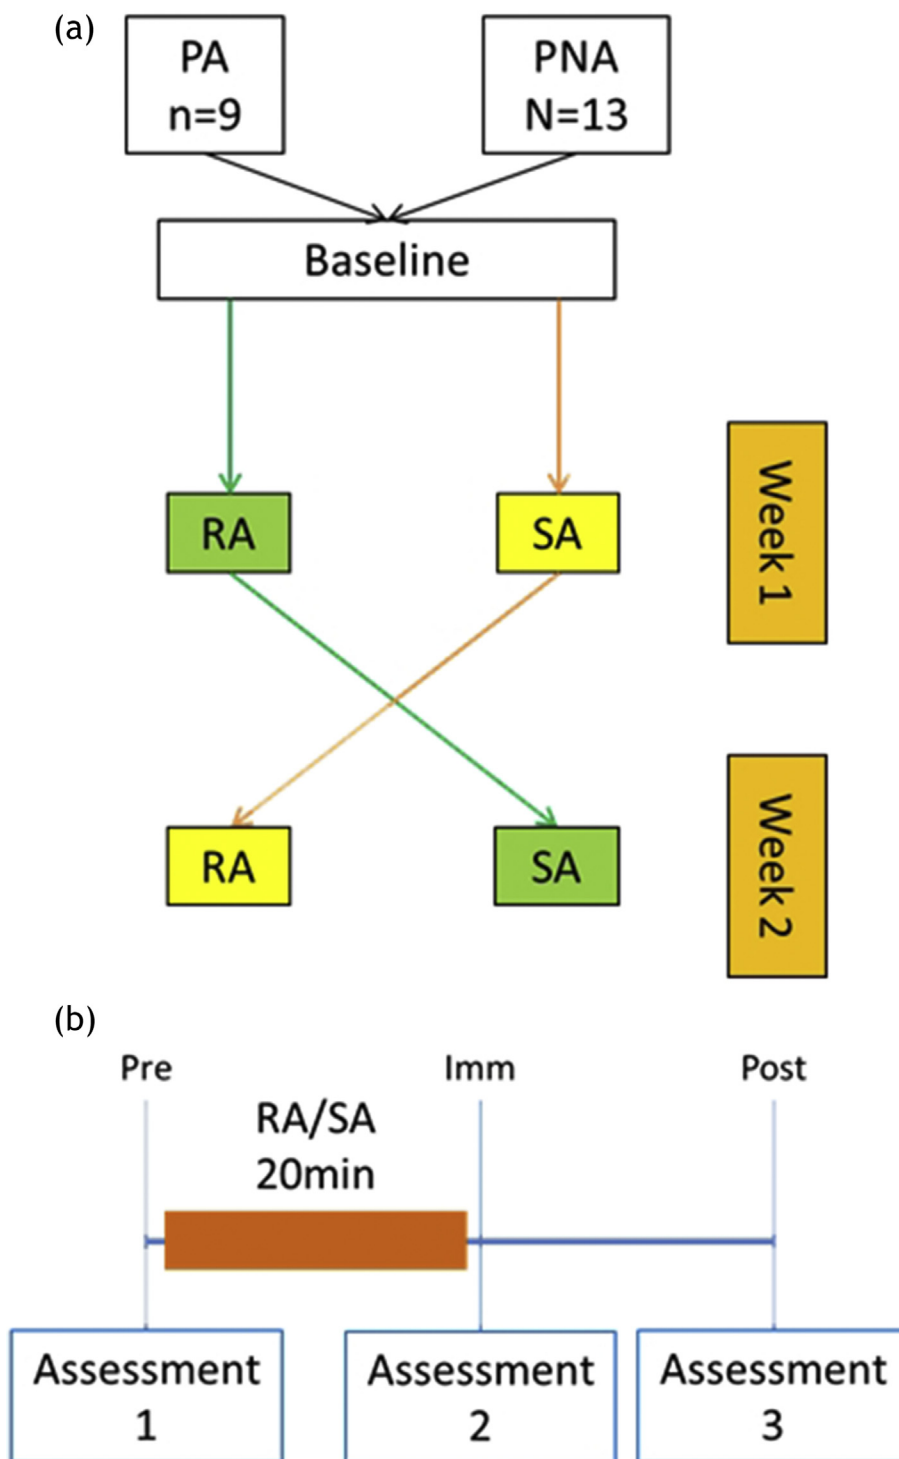 (a)
PA
n=9
PNA
N=13
Baseline
RA
SA
Week 1
RA
SA
Week 2
(b)
Pre
Imm
Post
RA/SA
20min
Assessment
1
Assessment
2
Assessment
3